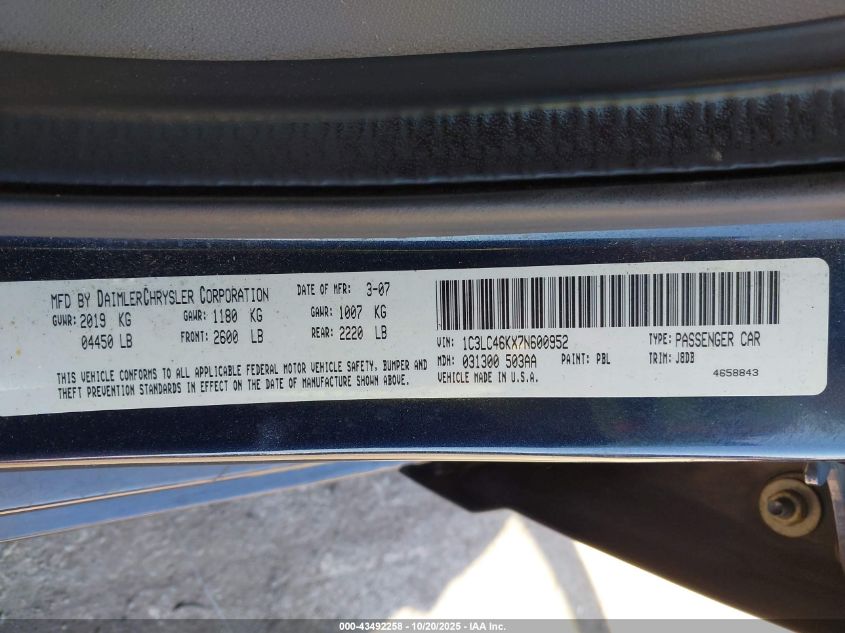 MFD BY DAIMLERCHRYSLER CORPORATION DATE OF MFR: 3-07
GVWR: 2019 KG GAWR: 1180 KG GAWR: 1007 KG
04450 LB FRONT: 2600 LB REAR: 2220 LB
THIS VEHICLE CONFORMS TO ALL APPLICABLE FEDERAL MOTOR VEHICLE SAFETY, BUMPER AND
THEFT PREVENTION STANDARDS IN EFFECT ON THE DATE OF MANUFACTURE SHOWN ABOVE.
VIN: 1C3LC46KX7N600952 TYPE: PASSENGER CAR
MDH: 031300 503AA PAINT: PBL TRIM: J8DB
VEHICLE MADE IN U.S.A. 4658843
000-43492258 - 10/20/2025 - IAA Inc.